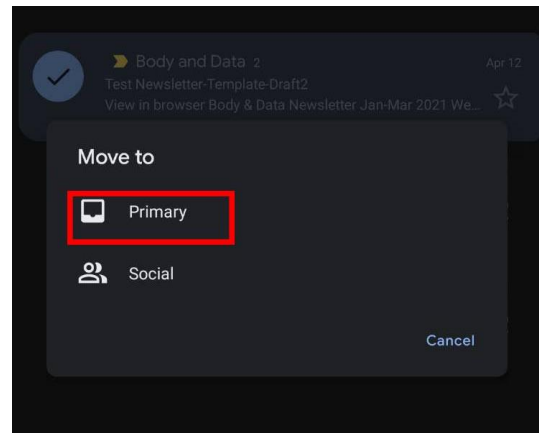 Body and Data 2
Apr 12
Test Newsletter-Template-Draft2
View in browser Body & Data Newsletter Jan-Mar 2021 We...
Move to
Primary
Social
Cancel